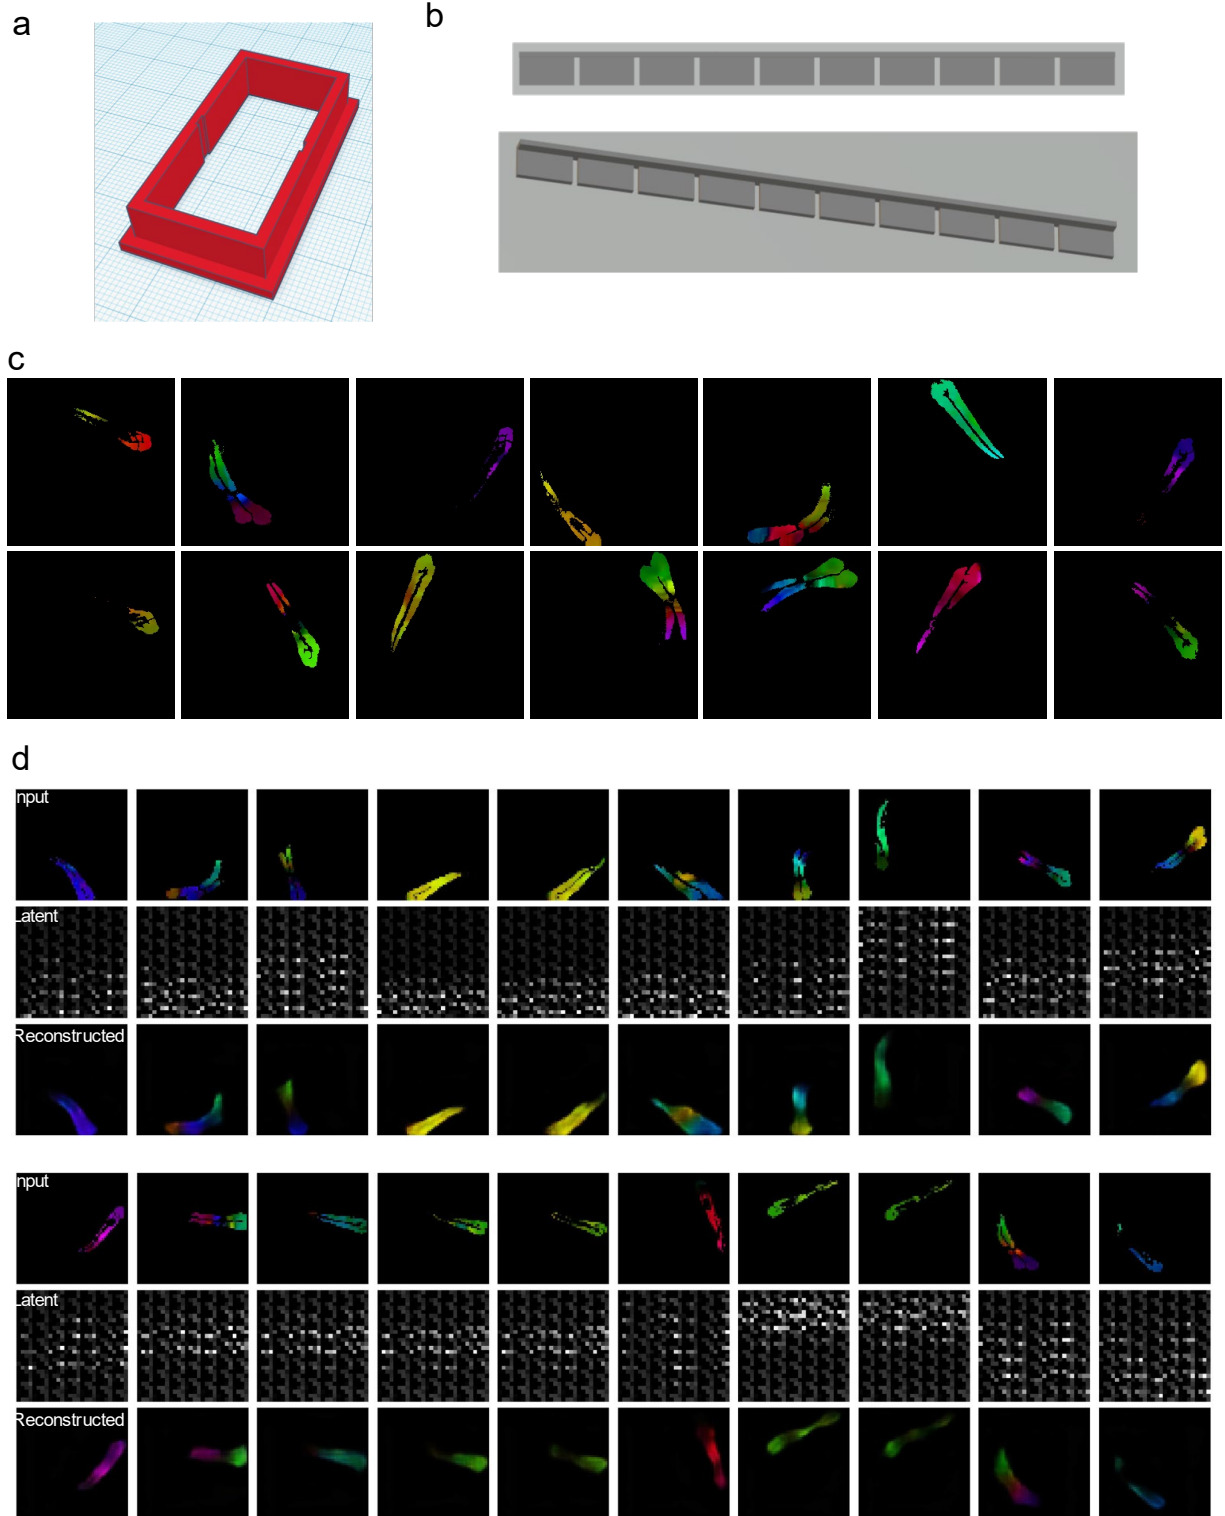 a
b
c
d
nput
Latent
Reconstructed
nput
Latent
Reconstructed